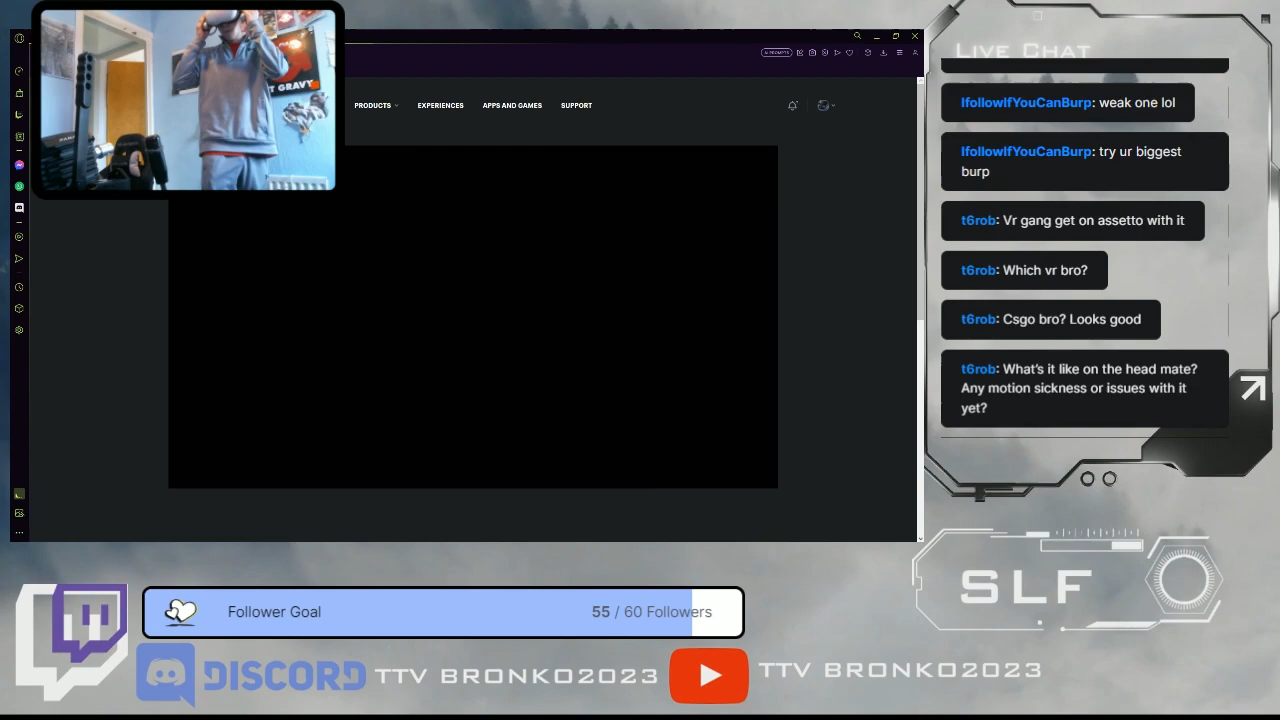 T GRAVY
AI PROMPTS
PRODUCTS
EXPERIENCES
APPS AND GAMES
SUPPORT
LIVE CHAT
IfollowIfYouCanBurp: weak one lol
IfollowIfYouCanBurp: try ur biggest
burp
t6rob: Vr gang get on assetto with it
t6rob: Which vr bro?
t6rob: Csgo bro? Looks good
t6rob: What's it like on the head mate?
Any motion sickness or issues with it
yet?
SLF
Follower Goal
55 / 60 Followers
DISCORD
TTV BRONKO2023
TTV BRONKO2023